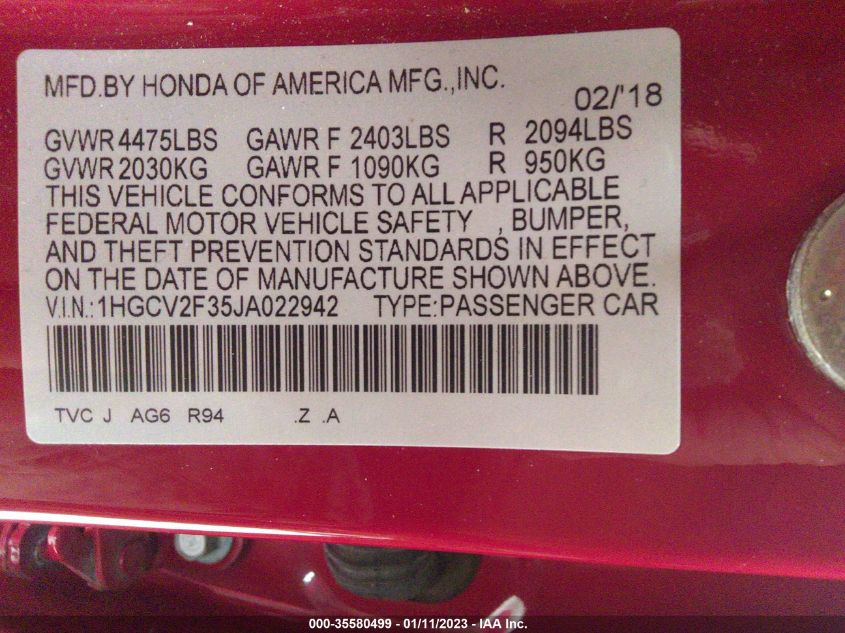 MFD.BY HONDA OF AMERICA MFG.,INC.
02/'18
GVWR 4475LBS GAWR F 2403LBS R 2094LBS
GVWR 2030KG GAWR F 1090KG R 950KG
THIS VEHICLE CONFORMS TO ALL APPLICABLE
FEDERAL MOTOR VEHICLE SAFETY , BUMPER,
AND THEFT PREVENTION STANDARDS IN EFFECT
ON THE DATE OF MANUFACTURE SHOWN ABOVE.
V.I.N.:1HGCV2F35JA022942 TYPE:PASSENGER CAR
TVC J AG6 R94 .Z .A
000-35580499 - 01/11/2023 - IAA Inc.